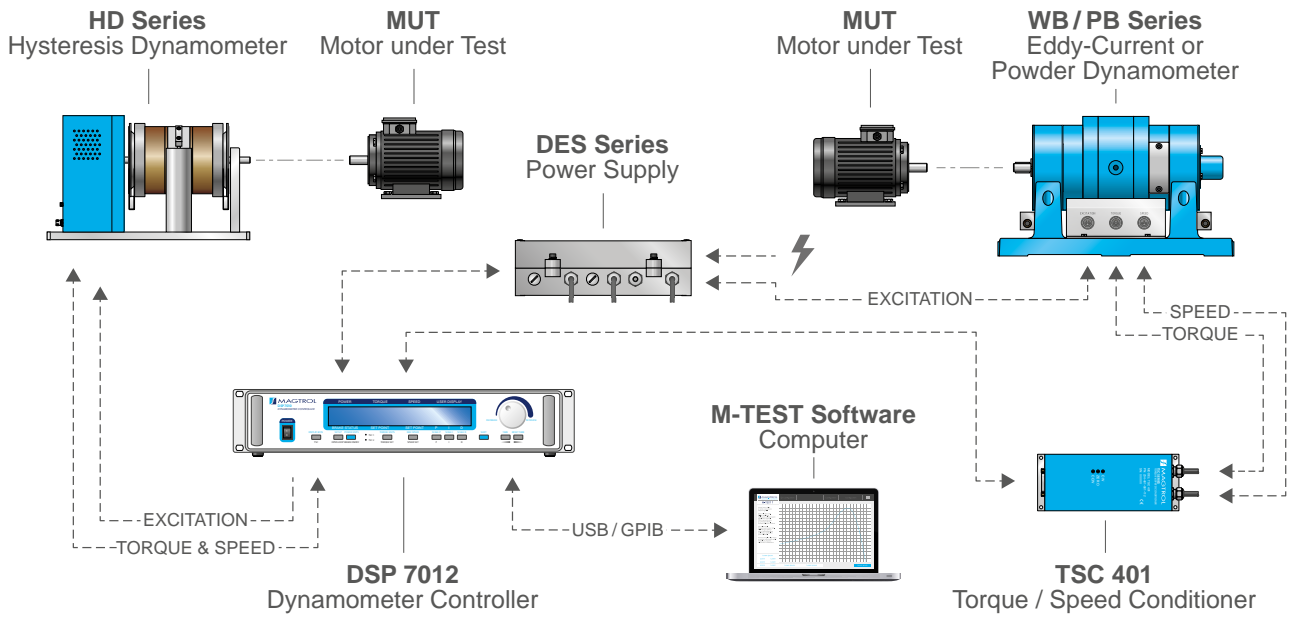 HD Series
Hysteresis Dynamometer
MUT
Motor under Test
MUT
Motor under Test
WB / PB Series
Eddy-Current or
Powder Dynamometer
DES Series
Power Supply
EXCITATION
SPEED
TORQUE
MAGTROL
POWER TORQUE SPEED USER DISPLAY
M-TEST Software
Computer
MAGTROL
EXCITATION
TORQUE & SPEED
USB / GPIB
DSP 7012
Dynamometer Controller
TSC 401
Torque / Speed Conditioner